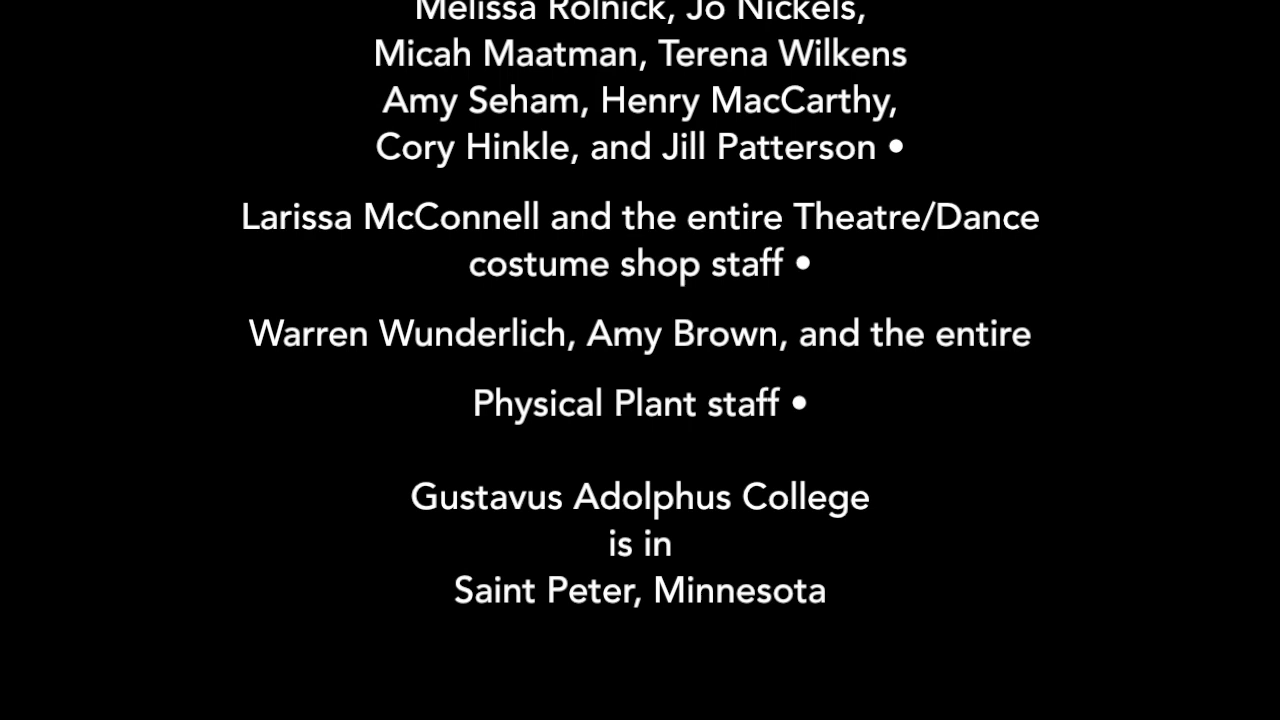 Melissa Rolnick, Jo Nickels,
Micah Maatman, Terena Wilkens
Amy Seham, Henry MacCarthy,
Cory Hinkle, and Jill Patterson •
Larissa McConnell and the entire Theatre/Dance
costume shop staff •
Warren Wunderlich, Amy Brown, and the entire
Physical Plant staff •
Gustavus Adolphus College
is in
Saint Peter, Minnesota